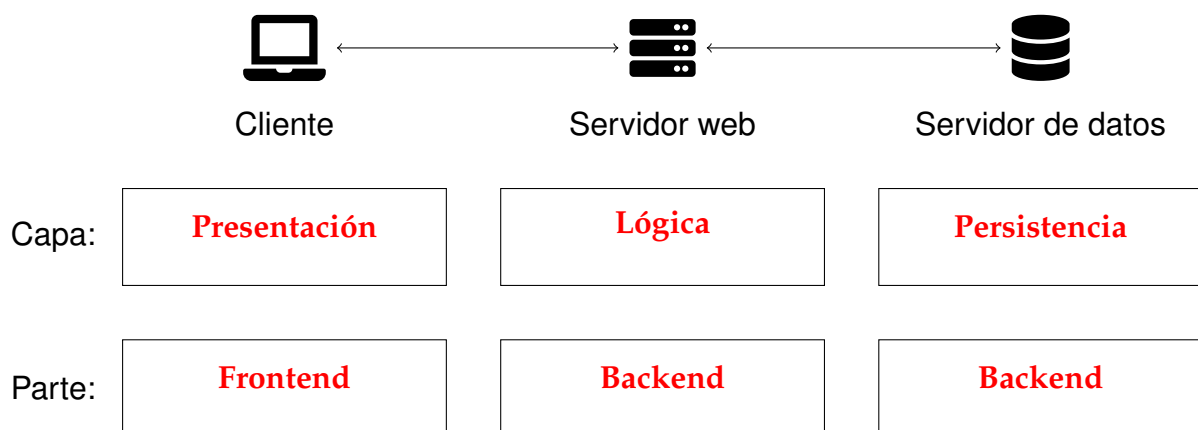 Cliente Servidor web Servidor de datos
Capa: Presentación Lógica Persistencia
Parte: Frontend Backend Backend